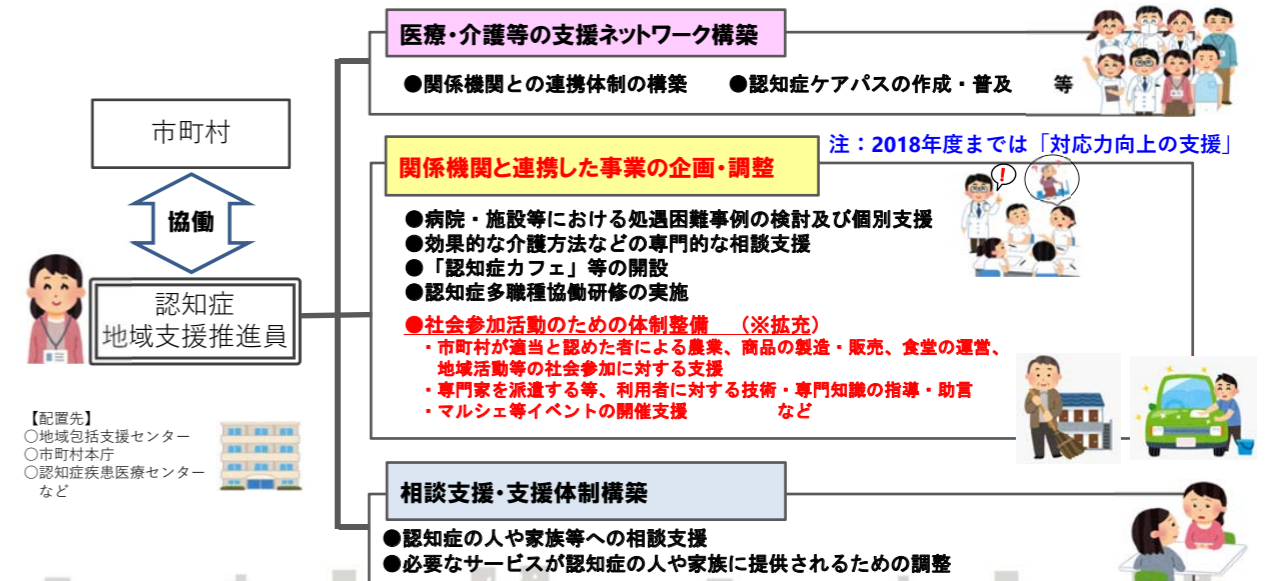 医療・介護等の支援ネットワーク構築
●関係機関との連携体制の構築　●認知症ケアパスの作成・普及　等
市町村
協働
認知症
地域支援推進員
【配置先】
○地域包括支援センター
○市町村本庁
○認知症疾患医療センター
など
注：2018年度までは「対応力向上の支援」
関係機関と連携した事業の企画・調整
!
●病院・施設等における処遇困難事例の検討及び個別支援
●効果的な介護方法などの専門的な相談支援
●「認知症カフェ」等の開設
●認知症多職種協働研修の実施
●社会参加活動のための体制整備　（※拡充）
・市町村が適当と認めた者による農業、商品の製造・販売、食堂の運営、
地域活動等の社会参加に対する支援
・専門家を派遣する等、利用者に対する技術・専門知識の指導・助言
・マルシェ等イベントの開催支援　など
相談支援・支援体制構築
●認知症の人や家族等への相談支援
●必要なサービスが認知症の人や家族に提供されるための調整